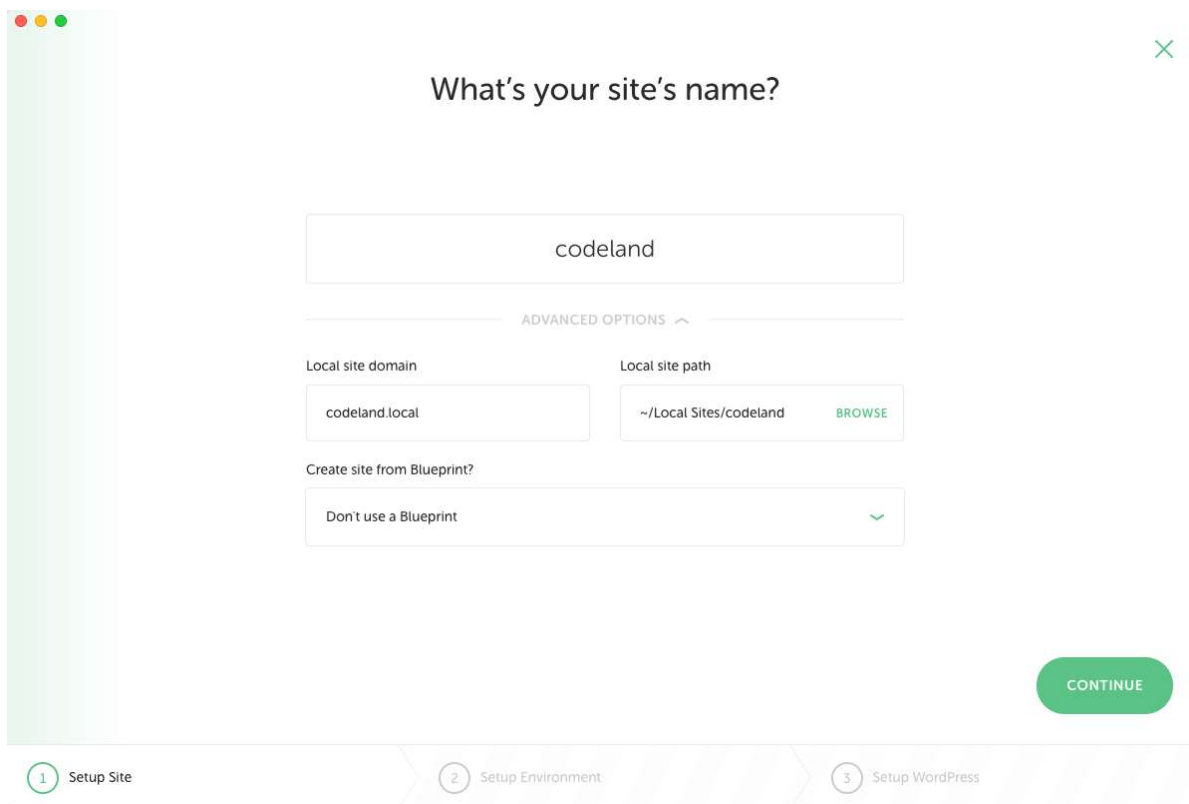 What's your site's name?
codeland
ADVANCED OPTIONS
Local site domain
Local site path
codeland.local
~/Local Sites/codeland
BROWSE
Create site from Blueprint?
Don't use a Blueprint
CONTINUE
1 Setup Site
2 Setup Environment
3 Setup WordPress